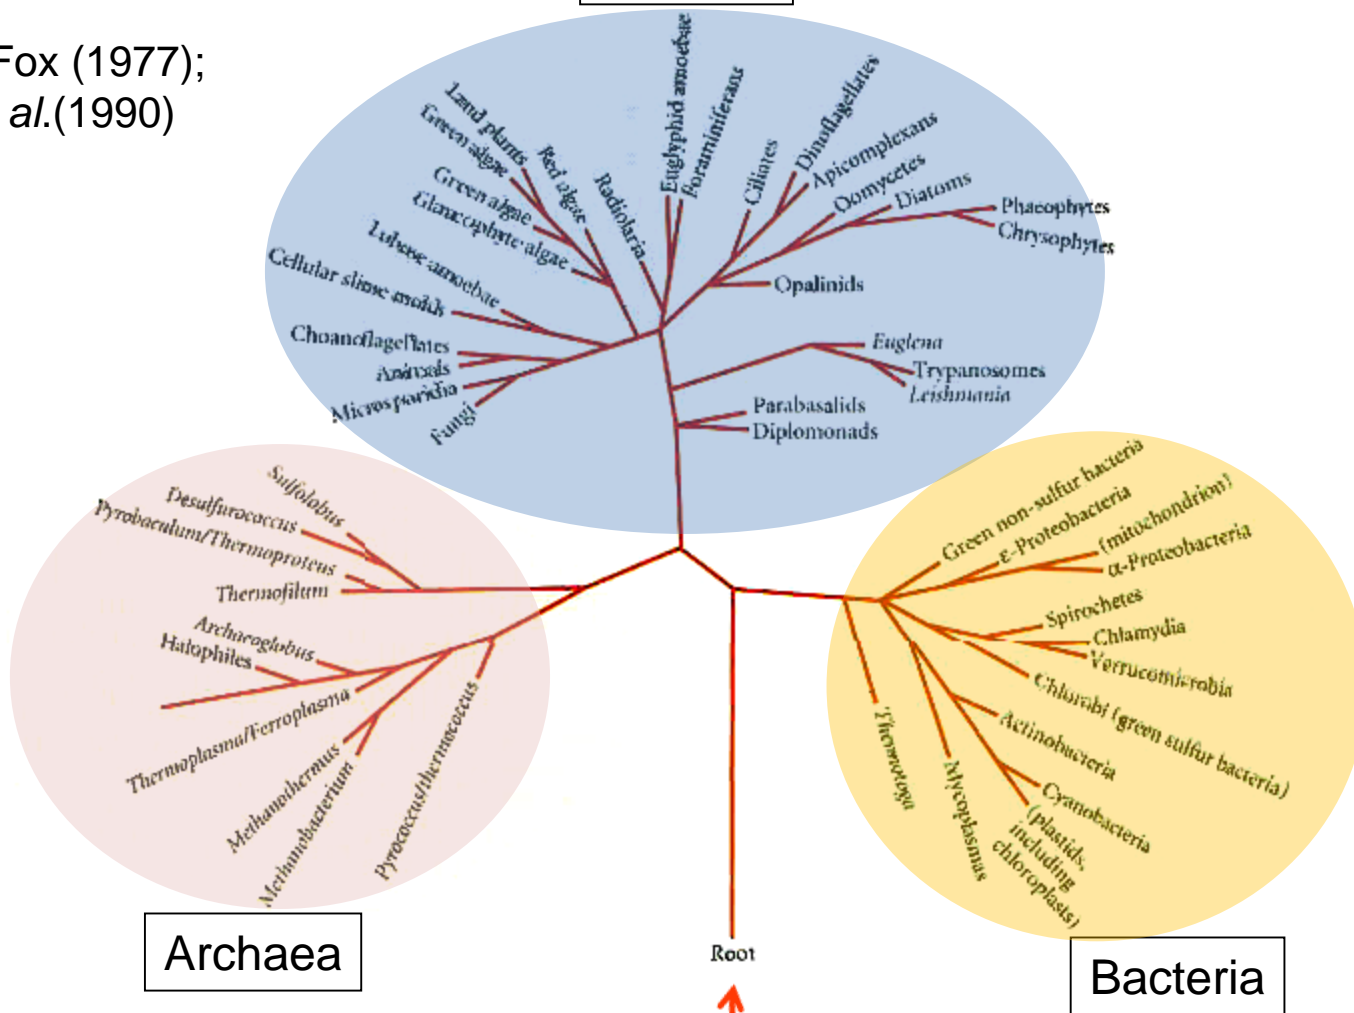 Fox (1977);
al.(1990)
Euglyphid amoebae
Foraminiferans
Dinoflagellates
Land plants
Green algae
Red algae
Radiolaria
Ciliates
Apicomplexans
Oomycetes
Diatoms
Green algae
Glaucophyte algae
Phaeophytes
Chrysophytes
Lobose amoebae
Cellular slime molds
Opalinids
Choanoflagellates
Animals
Microsporidia
Fungi
Euglena
Trypanosomes
Leishmania
Parabasalids
Diplomonads
Sulfolobus
Desulfurococcus
Pyrobaculum/Thermoproteus
Thermofilum
Archaeoglobus
Halophiles
Thermoplasma/Ferroplasma
Methanothermus
Methanobacterium
Pyrococcus/thermococcus
Green non-sulfur bacteria
ε-Proteobacteria
(mitochondrion)
α-Proteobacteria
Spirochetes
Chlamydia
Verrucomicrobia
Chlorobi (green sulfur bacteria)
Actinobacteria
Cyanobacteria
(plastids,
including
chloroplasts)
Mycoplasmas
Thermotoga
Archaea
Root
Bacteria